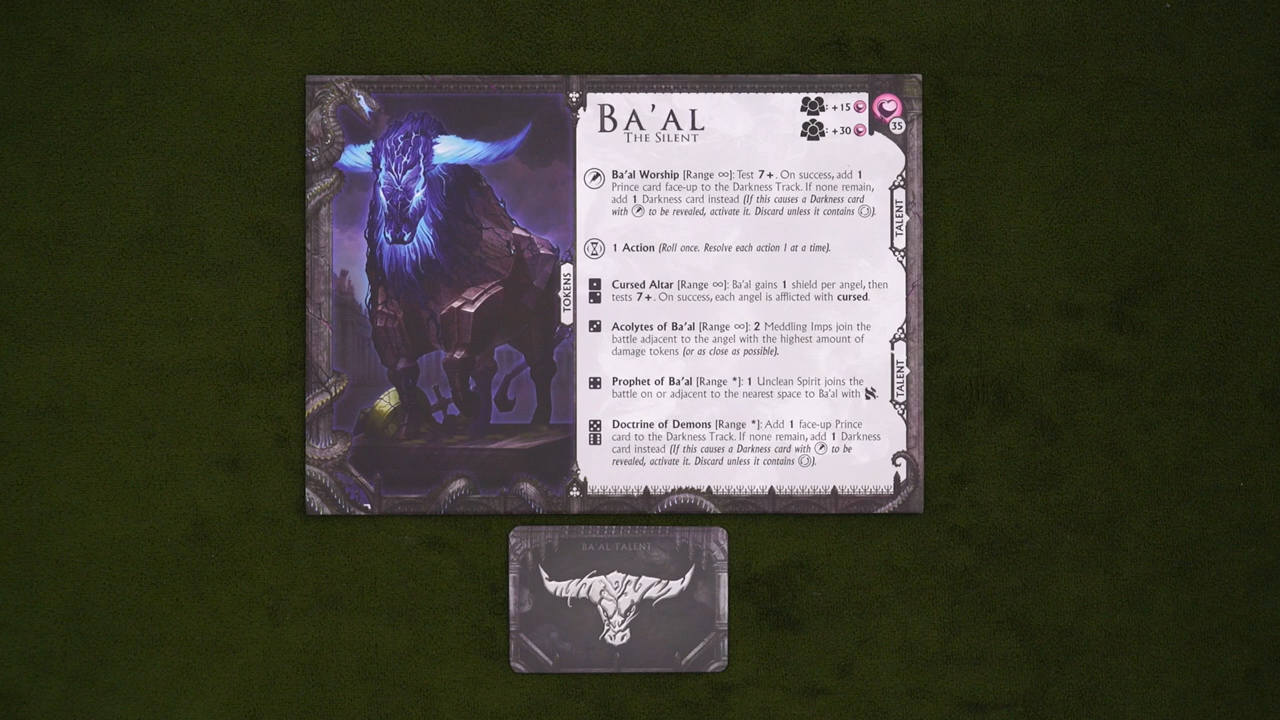 BA'AL
THE SILENT
: +15
: +30
35
Ba'al Worship [Range ∞]: Test 7+. On success, add 1
Prince card face-up to the Darkness Track. If none remain,
add 1 Darkness card instead (If this causes a Darkness card
with to be revealed, activate it. Discard unless it contains ).
1 Action (Roll once. Resolve each action 1 at a time).
Cursed Altar [Range ∞]: Ba'al gains 1 shield per angel, then
tests 7+. On success, each angel is afflicted with cursed.
Acolytes of Ba'al [Range ∞]: 2 Meddling Imps join the
battle adjacent to the angel with the highest amount of
damage tokens (or as close as possible).
Prophet of Ba'al [Range *]: 1 Unclean Spirit joins the
battle on or adjacent to the nearest space to Ba'al with .
Doctrine of Demons [Range *]: Add 1 face-up Prince
card to the Darkness Track. If none remain, add 1 Darkness
card instead (If this causes a Darkness card with to be
revealed, activate it. Discard unless it contains ).
TOKENS
TALENT
TALENT
BA'AL TALENT